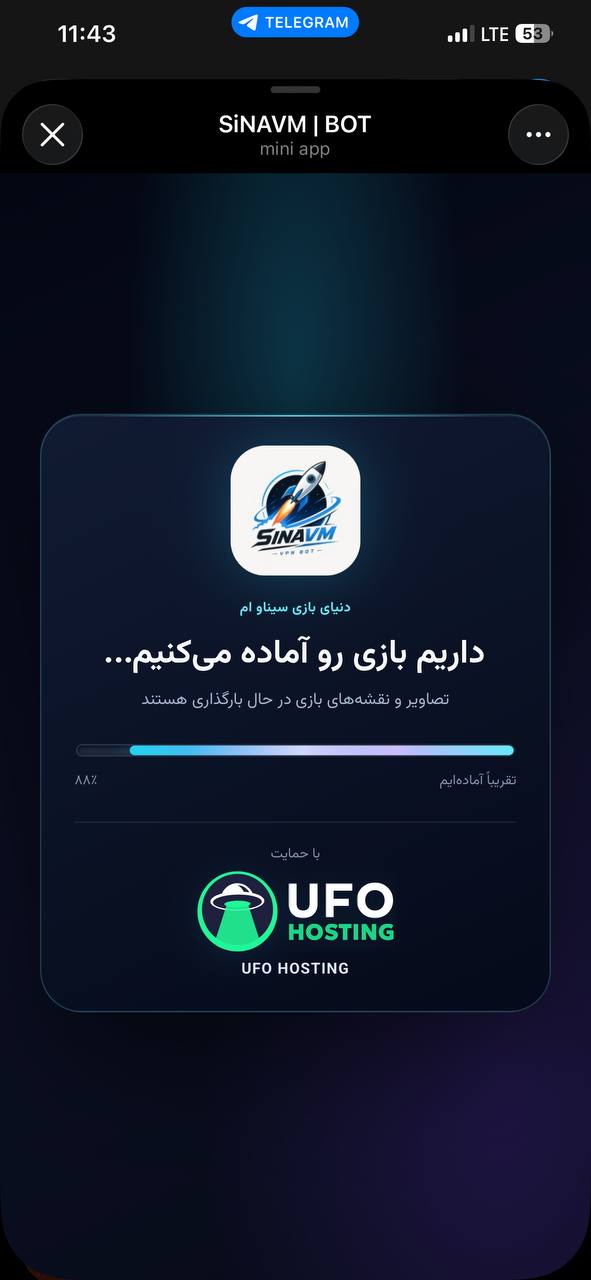 11:43
TELEGRAM
LTE
53
SiNAVM | BOT
mini app
SINAVM
VPN BOT
دنیای بازی سیناو ام
داریم بازی رو آماده می‌کنیم...
تصاویر و نقشه‌های بازی در حال بارگذاری هستند
تقریباً آماده‌ایم
۸۸٪
با حمایت
UFO
HOSTING
UFO HOSTING